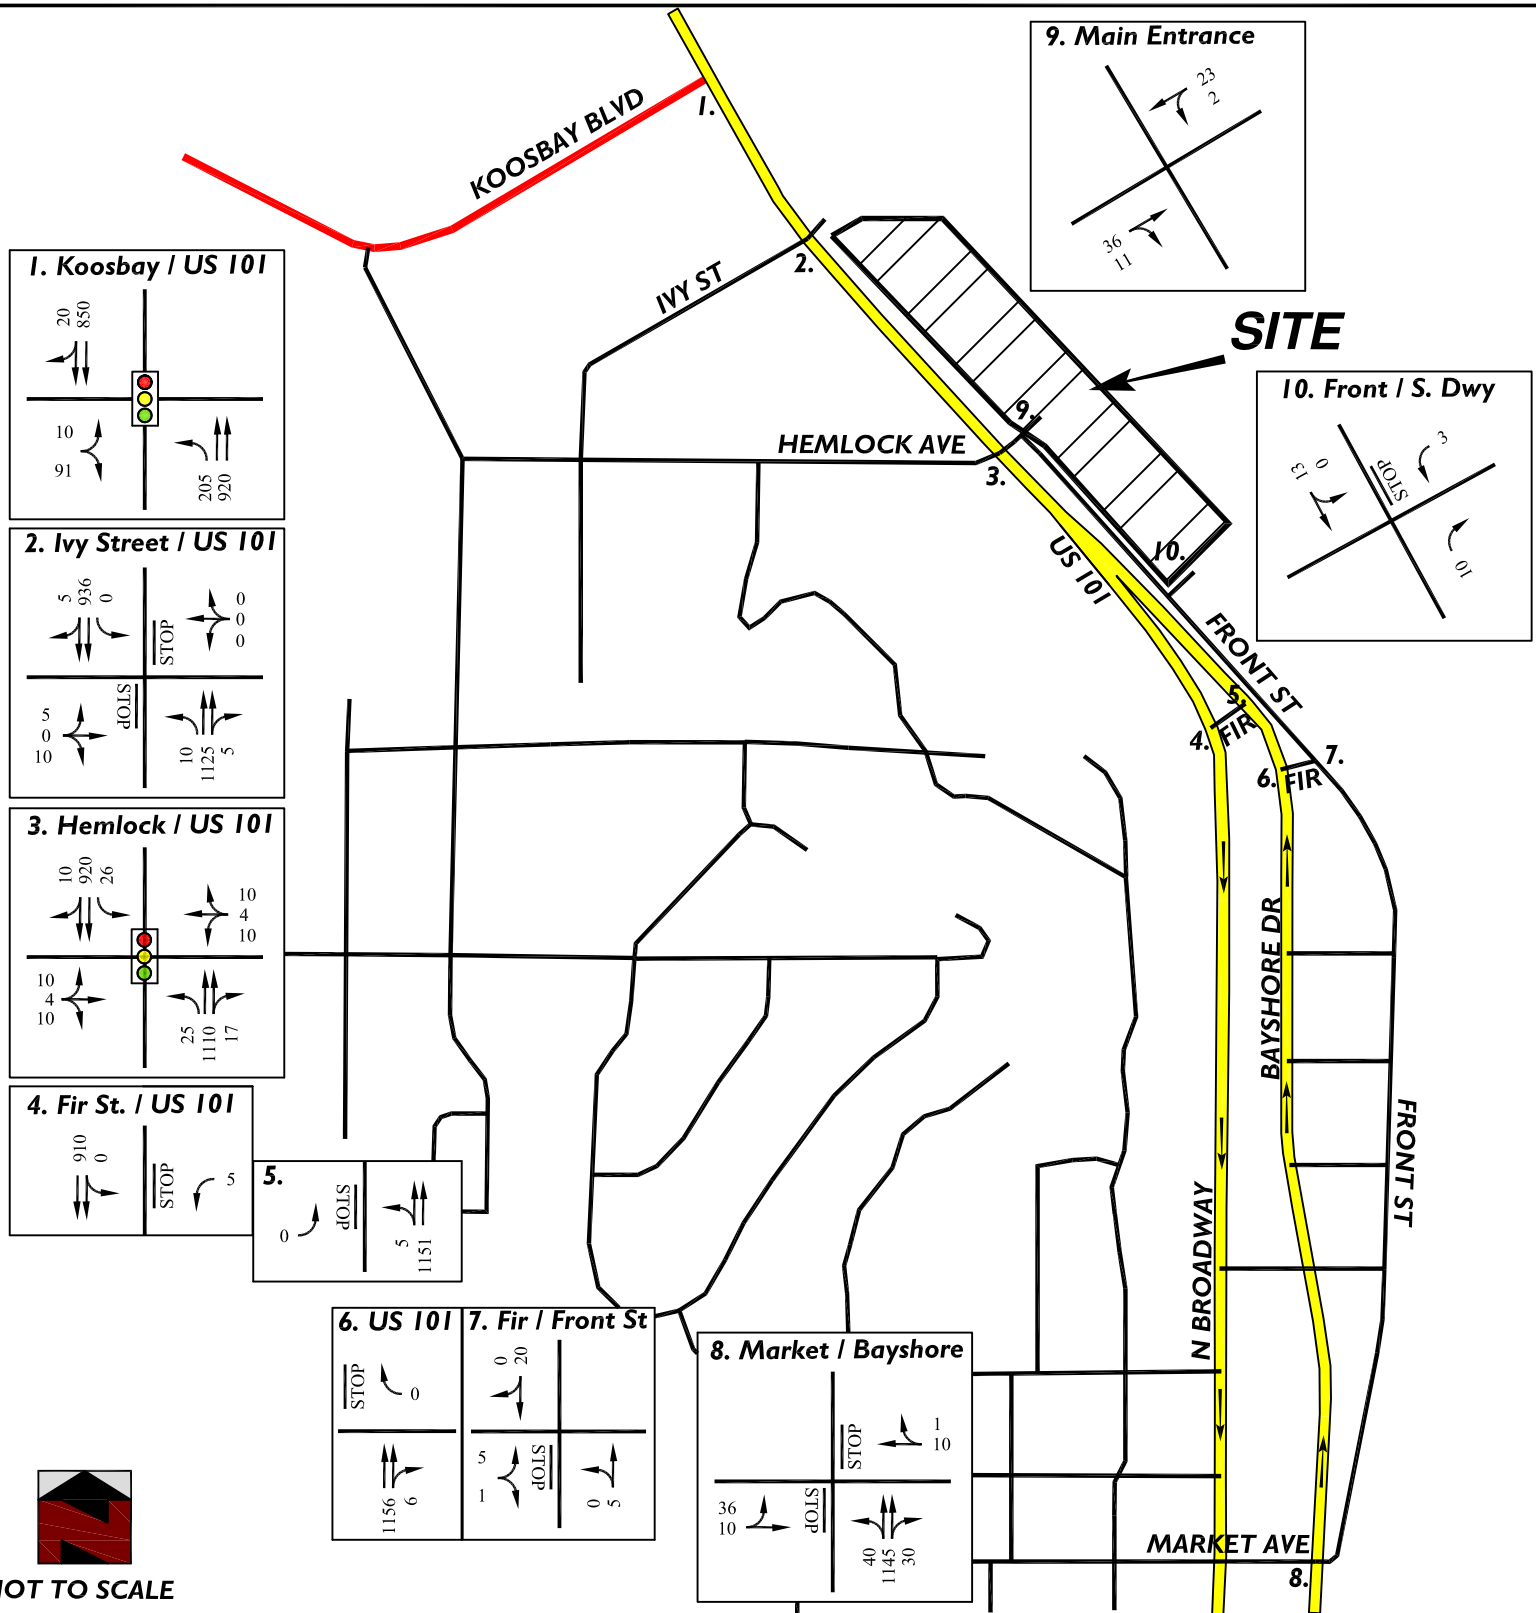 9. Main Entrance
23
2
36
11
KOOSBAY BLVD
1.
2.
IVY ST
SITE
1. Koosbay / US 101
20
850
10
91
205
920
10. Front / S. Dwy
3
0
13
STOP
10
HEMLOCK AVE
9.
3.
10.
US 101
FRONT ST
2. Ivy Street / US 101
5
936
0
STOP
0
0
0
STOP
5
0
10
10
1125
5
5.
4.
FIR
6.
FIR
7.
3. Hemlock / US 101
10
920
26
10
4
10
10
4
10
25
1110
17
BAYSHORE DR
FRONT ST
N BROADWAY
4. Fir St. / US 101
910
0
STOP
5
5.
0
STOP
5
1151
6. US 101
STOP
0
1156
6
7. Fir / Front St
0
20
5
1
STOP
0
5
8. Market / Bayshore
STOP
1
10
36
10
STOP
40
1145
30
MARKET AVE
8.
NOT TO SCALE